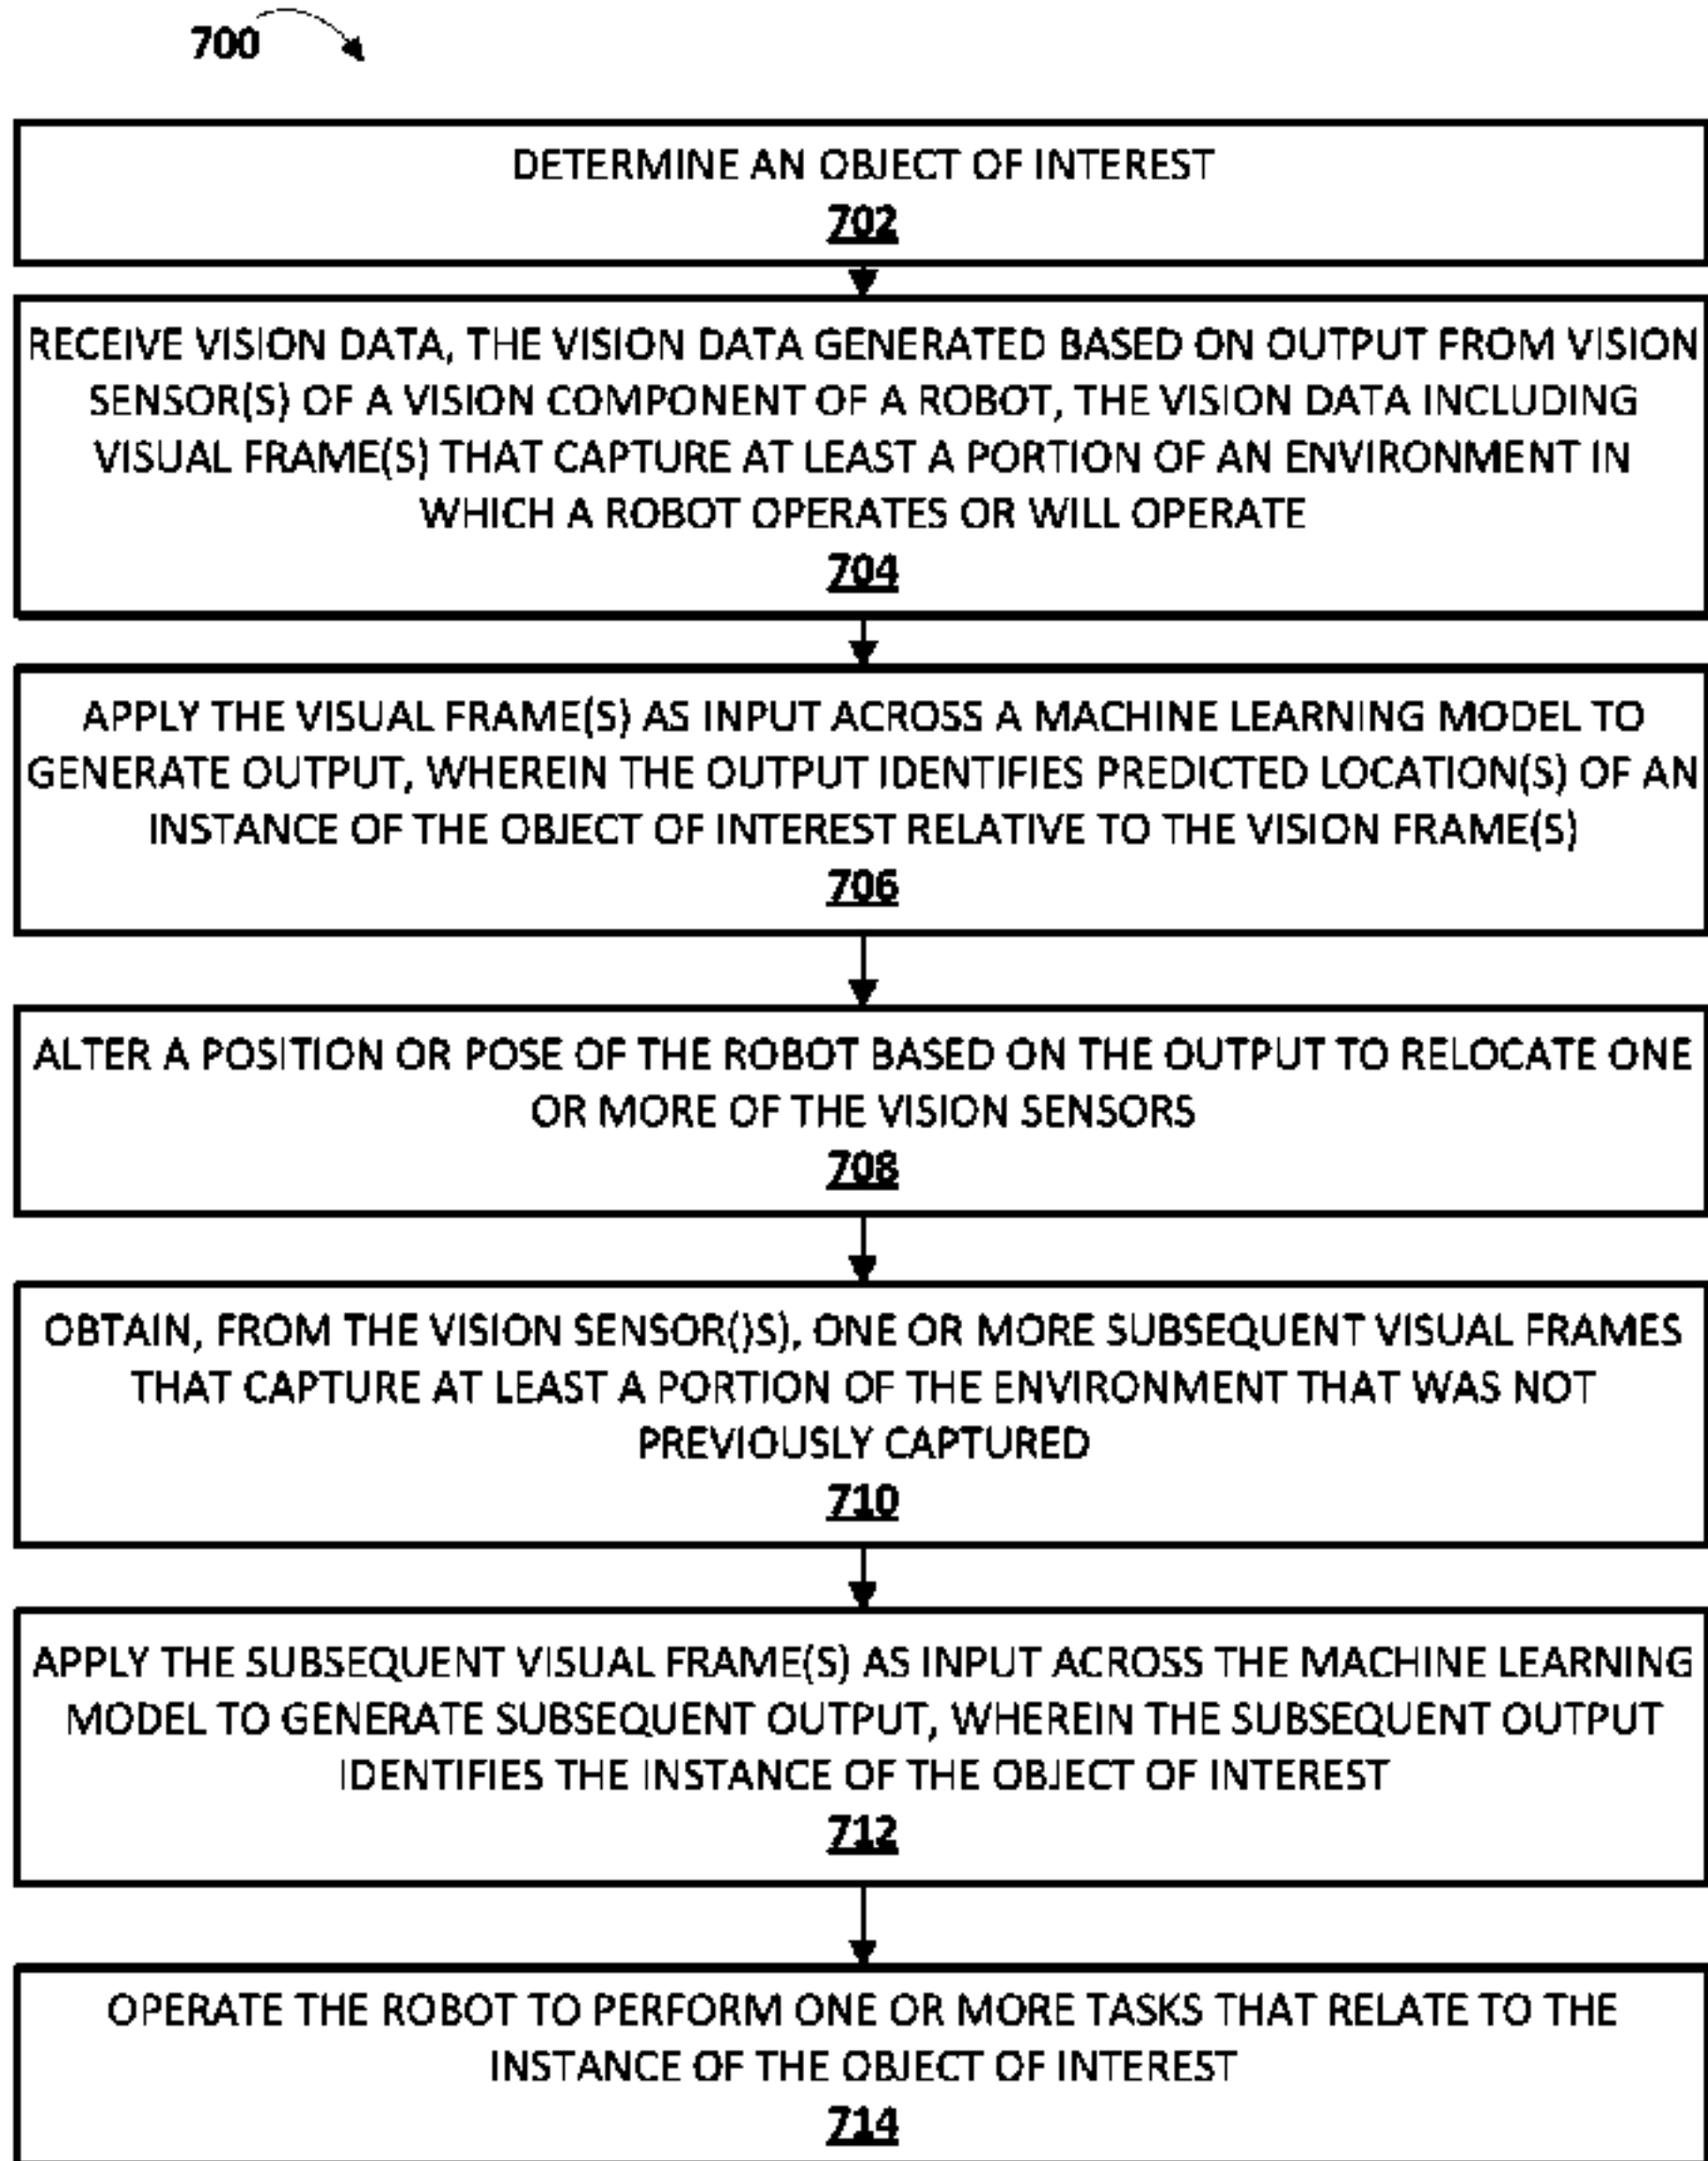 700
DETERMINE AN OBJECT OF INTEREST
702
RECEIVE VISION DATA, THE VISION DATA GENERATED BASED ON OUTPUT FROM VISION
SENSOR(S) OF A VISION COMPONENT OF A ROBOT, THE VISION DATA INCLUDING
VISUAL FRAME(S) THAT CAPTURE AT LEAST A PORTION OF AN ENVIRONMENT IN
WHICH A ROBOT OPERATES OR WILL OPERATE
704
APPLY THE VISUAL FRAME(S) AS INPUT ACROSS A MACHINE LEARNING MODEL TO
GENERATE OUTPUT, WHEREIN THE OUTPUT IDENTIFIES PREDICTED LOCATION(S) OF AN
INSTANCE OF THE OBJECT OF INTEREST RELATIVE TO THE VISION FRAME(S)
706
ALTER A POSITION OR POSE OF THE ROBOT BASED ON THE OUTPUT TO RELOCATE ONE
OR MORE OF THE VISION SENSORS
708
OBTAIN, FROM THE VISION SENSOR()S), ONE OR MORE SUBSEQUENT VISUAL FRAMES
THAT CAPTURE AT LEAST A PORTION OF THE ENVIRONMENT THAT WAS NOT
PREVIOUSLY CAPTURED
710
APPLY THE SUBSEQUENT VISUAL FRAME(S) AS INPUT ACROSS THE MACHINE LEARNING
MODEL TO GENERATE SUBSEQUENT OUTPUT, WHEREIN THE SUBSEQUENT OUTPUT
IDENTIFIES THE INSTANCE OF THE OBJECT OF INTEREST
712
OPERATE THE ROBOT TO PERFORM ONE OR MORE TASKS THAT RELATE TO THE
INSTANCE OF THE OBJECT OF INTEREST
714